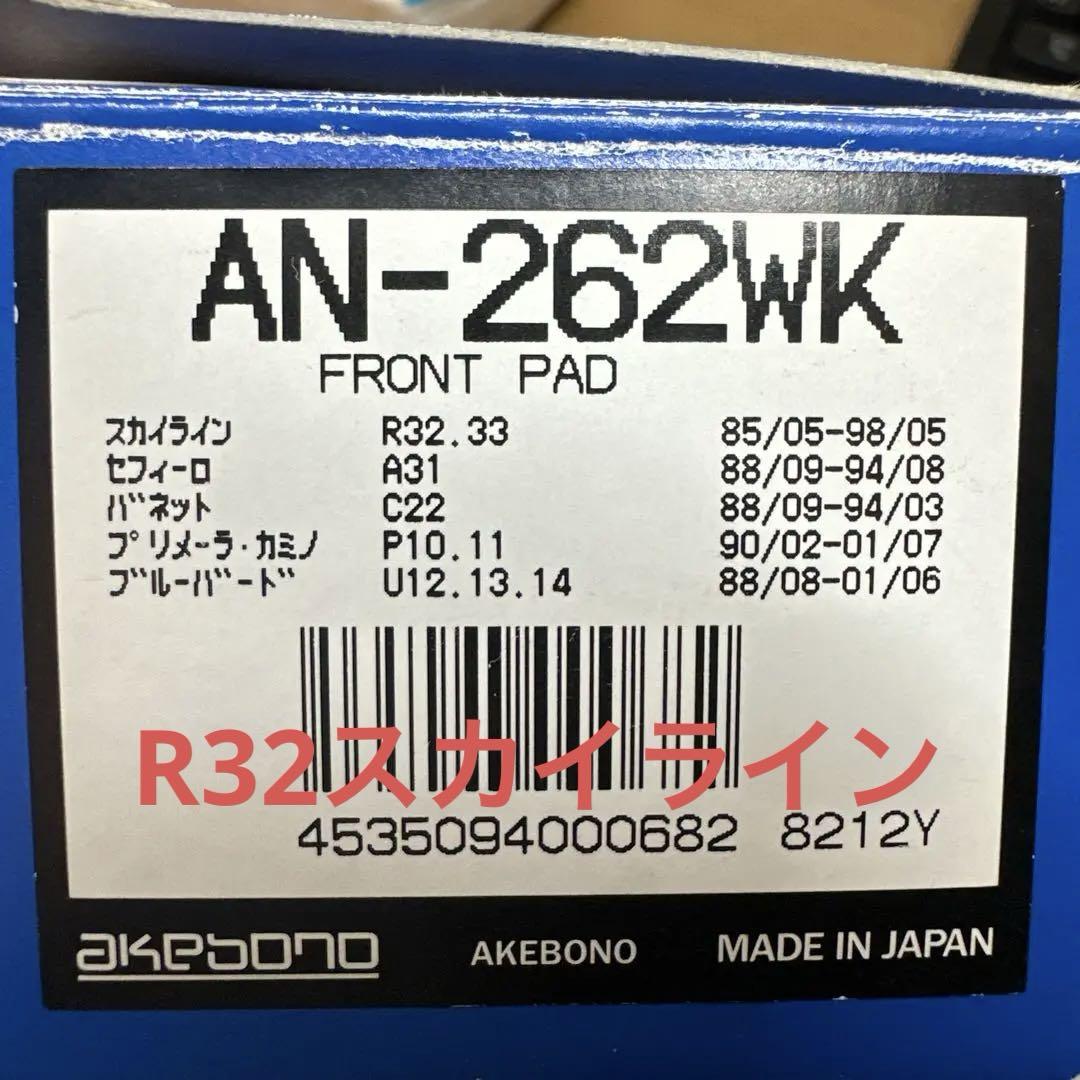 AN-262WK
FRONT PAD
スカイライン R32.33 85/05-98/05
セフィーロ A31 88/09-94/08
バネット C22 88/09-94/03
プリメーラ・カミノ P10.11 90/02-01/07
ブルーバード U12.13.14 88/08-01/06
R32スカイライン
4535094000682 8212Y
akebono AKEBONO MADE IN JAPAN